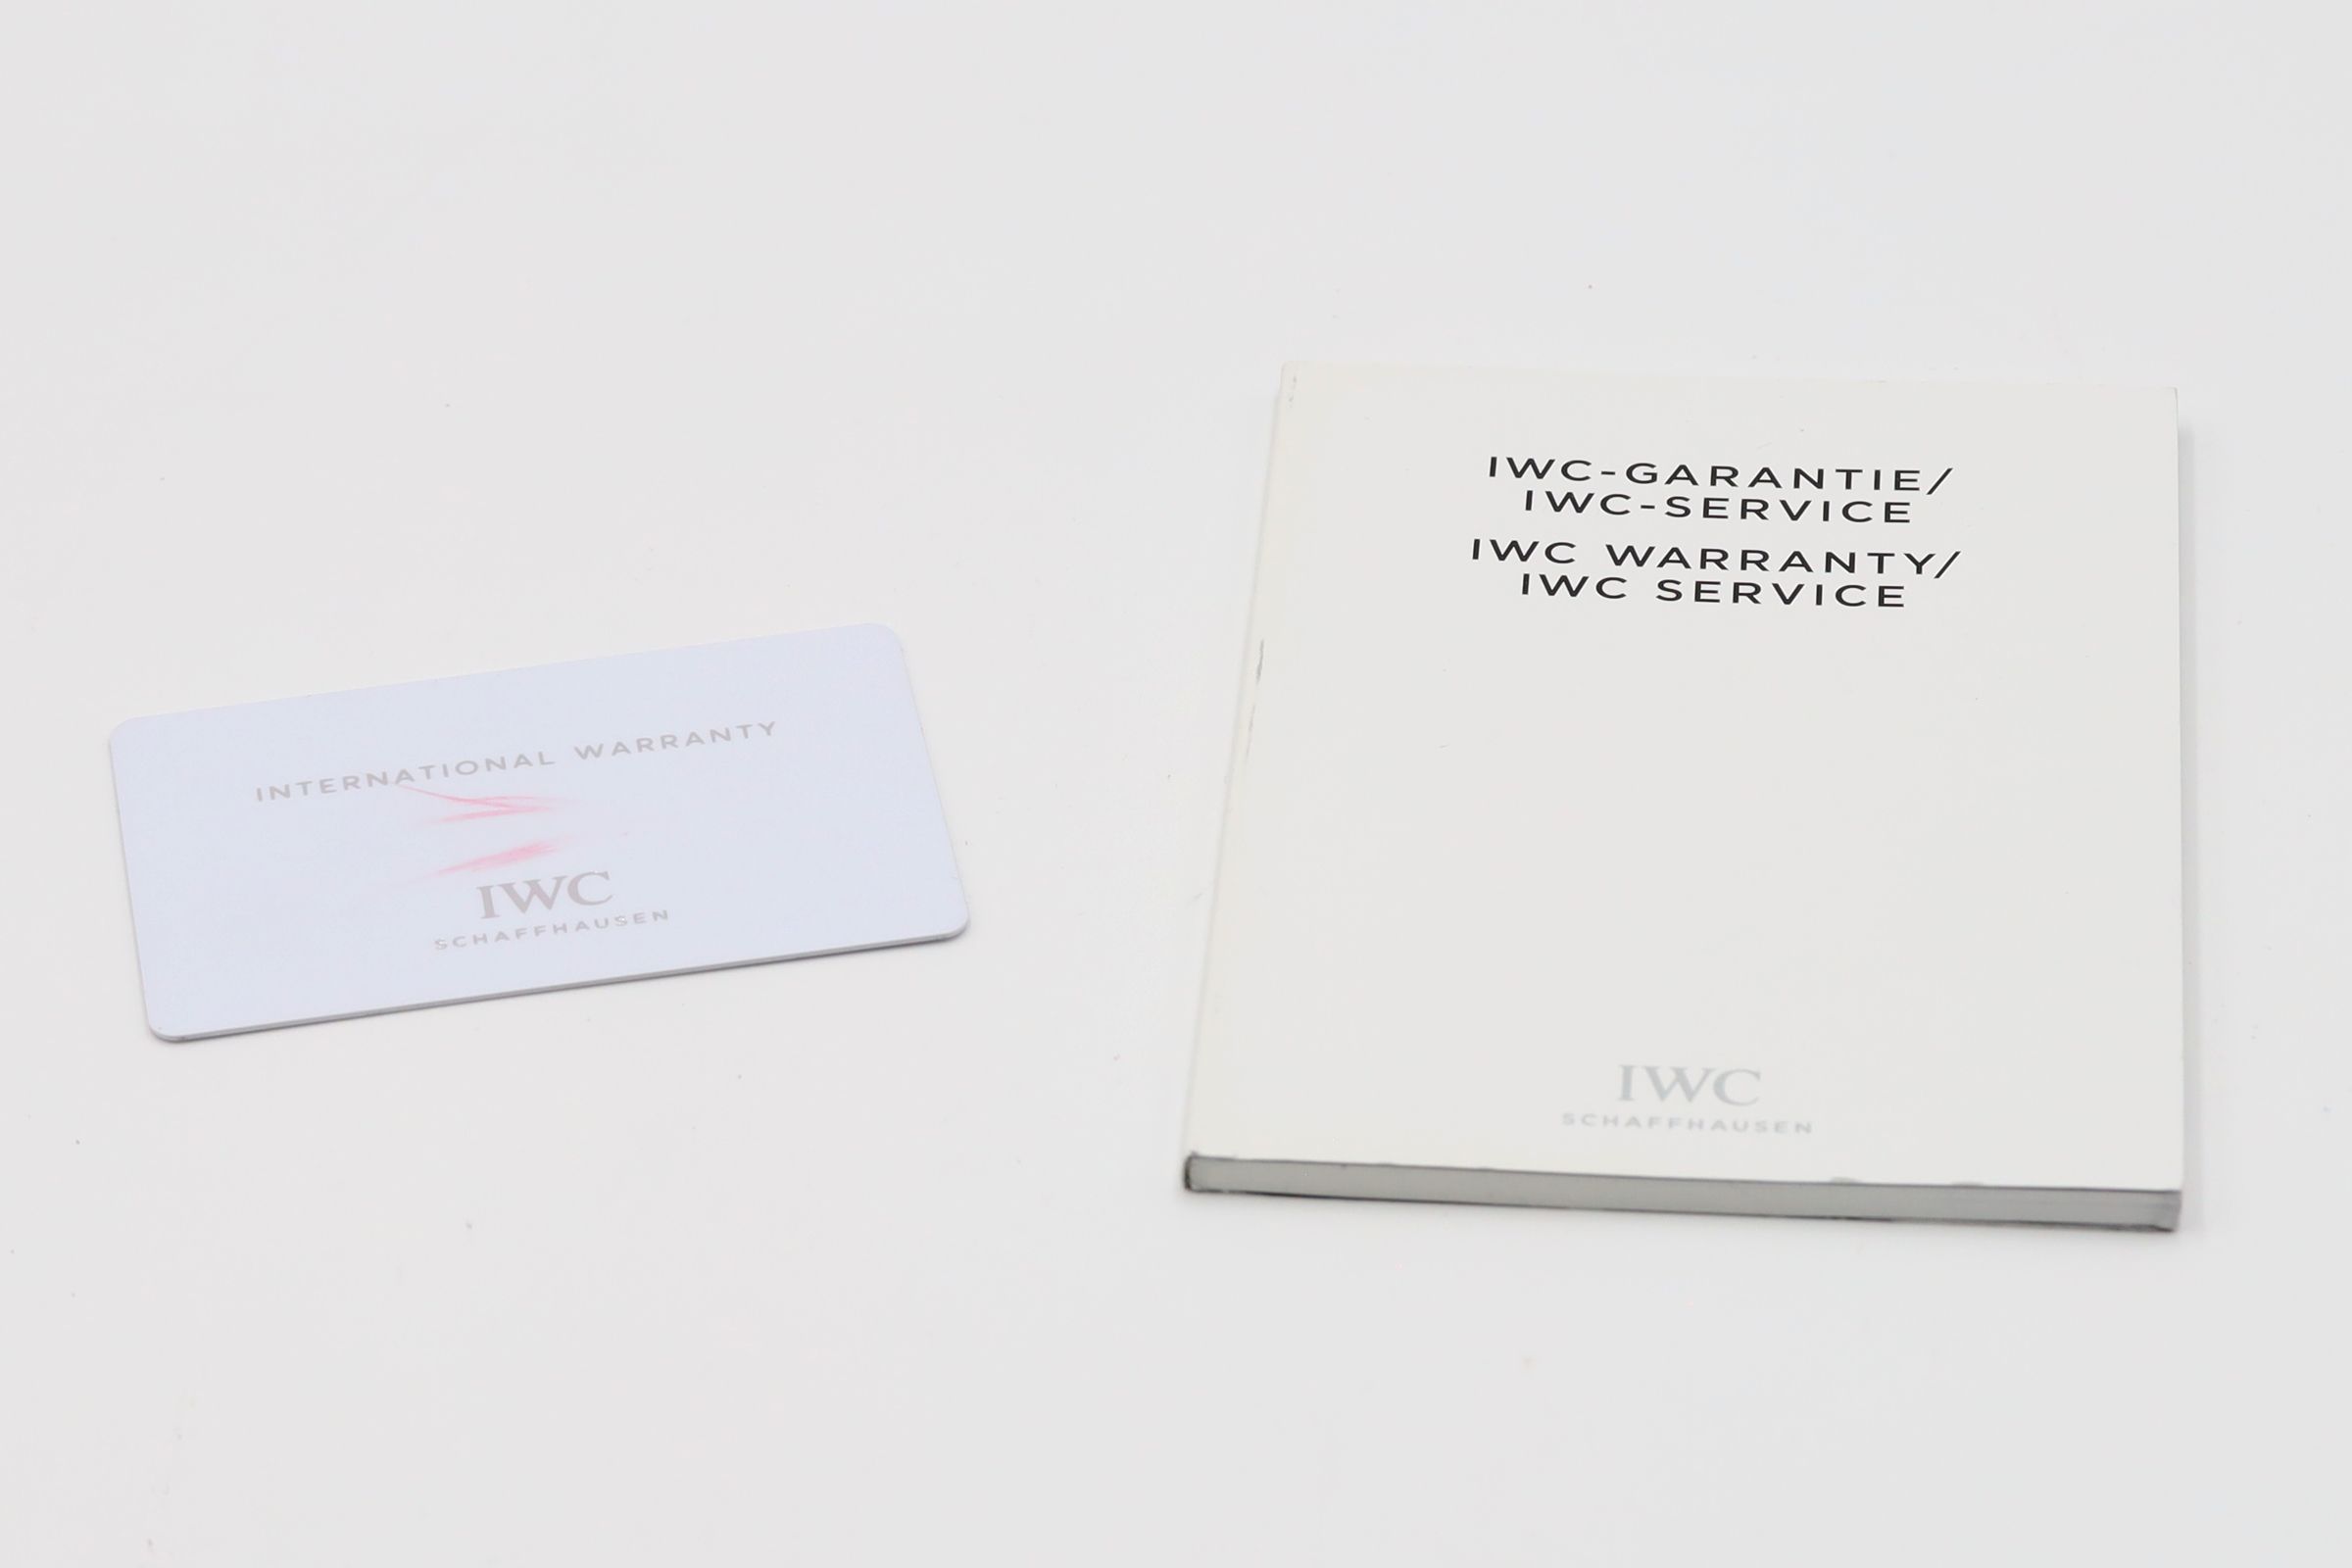 INTERNATIONAL WARRANTY
IWC
SCHAFFHAUSEN
IWC-GARANTIE/
IWC-SERVICE
IWC WARRANTY/
IWC SERVICE
IWC
SCHAFFHAUSEN